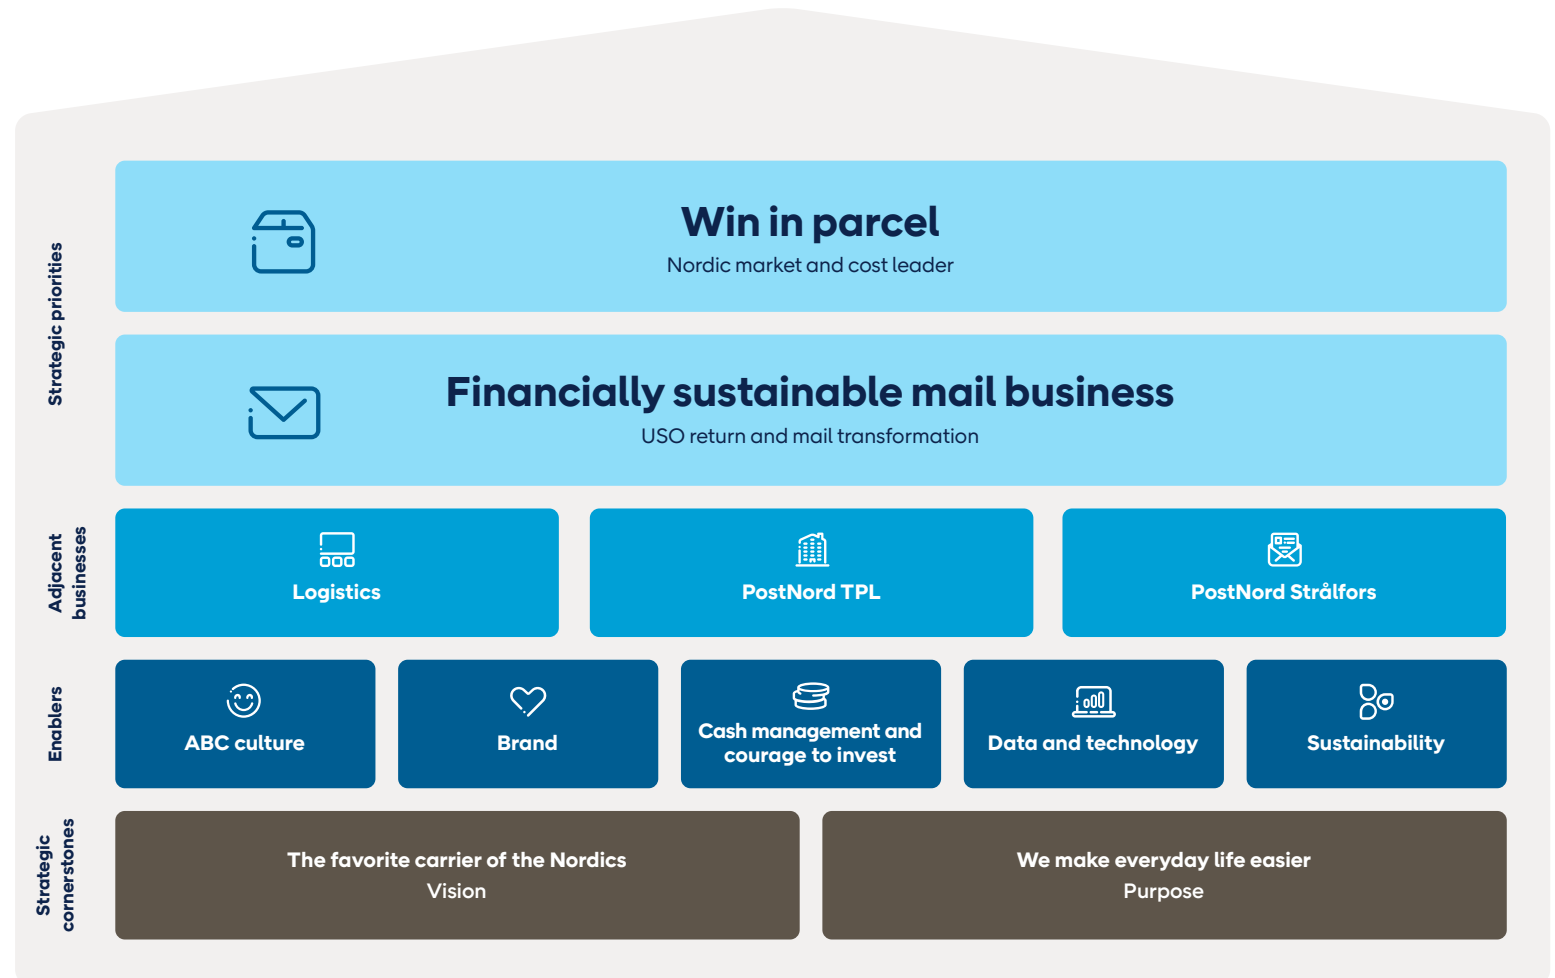 Strategic priorities
Win in parcel
Nordic market and cost leader
Financially sustainable mail business
USO return and mail transformation
Adjacent
businesses
Logistics
PostNord TPL
PostNord Strålfors
Enablers
ABC culture
Brand
Cash management and
courage to invest
Data and technology
Sustainability
Strategic
cornerstones
The favorite carrier of the Nordics
Vision
We make everyday life easier
Purpose